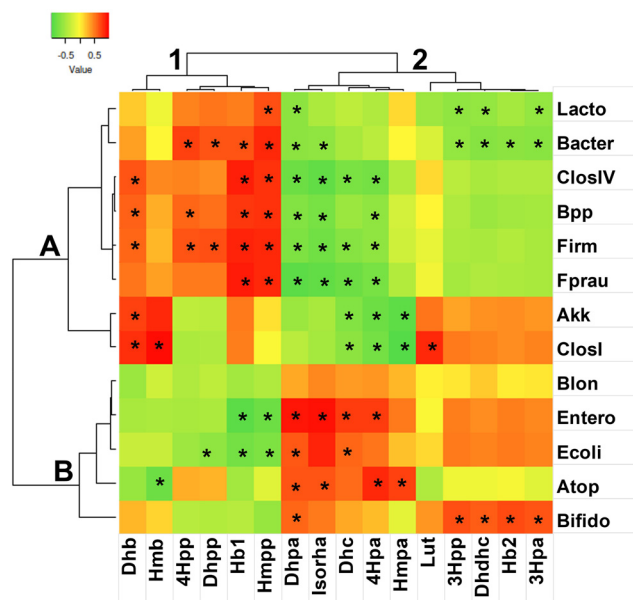 -0.5 0.5
Value
1 2
A
B
Lacto
Bacter
ClosIV
Bpp
Firm
Fprau
Akk
ClosI
Blon
Entero
Ecoli
Atop
Bifido
Dhb Hmb 4Hpp Dhpp Hb1 Hmpp Dhpa Isorha Dhc 4Hpa Hmpa Lut 3Hpp Dhdhc Hb2 3Hpa